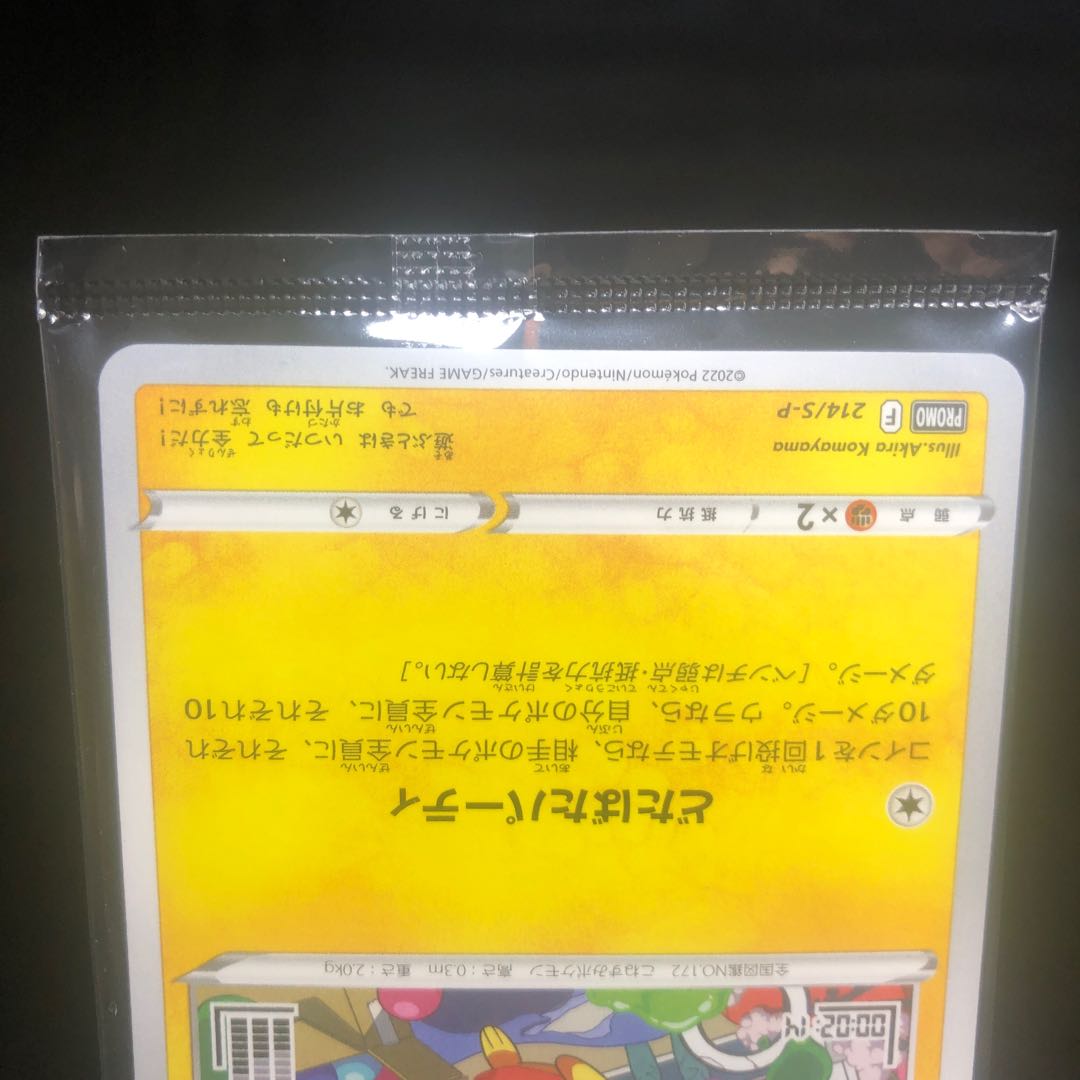 00:02:14
全国図鑑NO.172 こねずみポケモン 高さ：0.3m 重さ：2.0kg
どたばたパーティ
コインを1回投げオモテなら、相手のポケモン全員に、それぞれ
10ダメージ。ウラなら、自分のポケモン全員に、それぞれ10
ダメージ。［ベンチは弱点・抵抗力を計算しない。］
弱点 ×2 抵抗力 にげる
Illus.Akira Komayama
遊ぶときは いつだって 全力だ！
PROMO F 214/S-P
でも お片付けも 忘れずに！
©2022 Pokémon/Nintendo/Creatures/GAME FREAK.